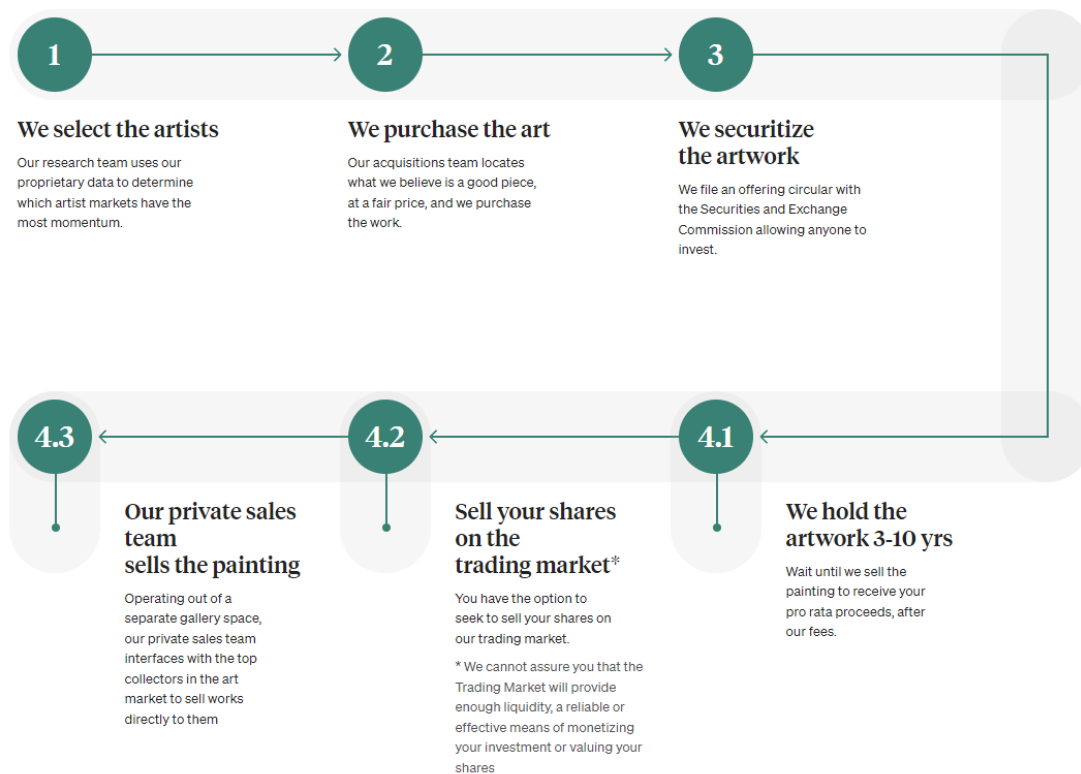 1
2
3
We select the artists
Our research team uses our
proprietary data to determine
which artist markets have the
most momentum.
We purchase the art
Our acquisitions team locates
what we believe is a good piece,
at a fair price, and we purchase
the work.
We securitize
the artwork
We file an offering circular with
the Securities and Exchange
Commission allowing anyone to
invest.
4.3
4.2
4.1
Our private sales
team
sells the painting
Operating out of a
separate gallery space,
our private sales team
interfaces with the top
collectors in the art
market to sell works
directly to them
Sell your shares
on the
trading market*
You have the option to
seek to sell your shares on
our trading market.
* We cannot assure you that the
Trading Market will provide
enough liquidity, a reliable or
effective means of monetizing
your investment or valuing your
shares
We hold the
artwork 3-10 yrs
Wait until we sell the
painting to receive your
pro rata proceeds, after
our fees.